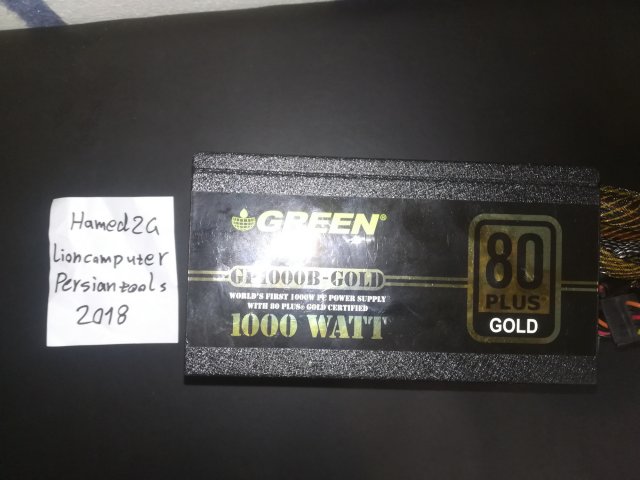 Hamed2G
Lioncomputer
Persiantools
2018
GREEN®
GP1000B-GOLD
WORLD'S FIRST 1000W PC POWER SUPPLY
WITH 80 PLUS® GOLD CERTIFIED
1000 WATT
80
PLUS
GOLD